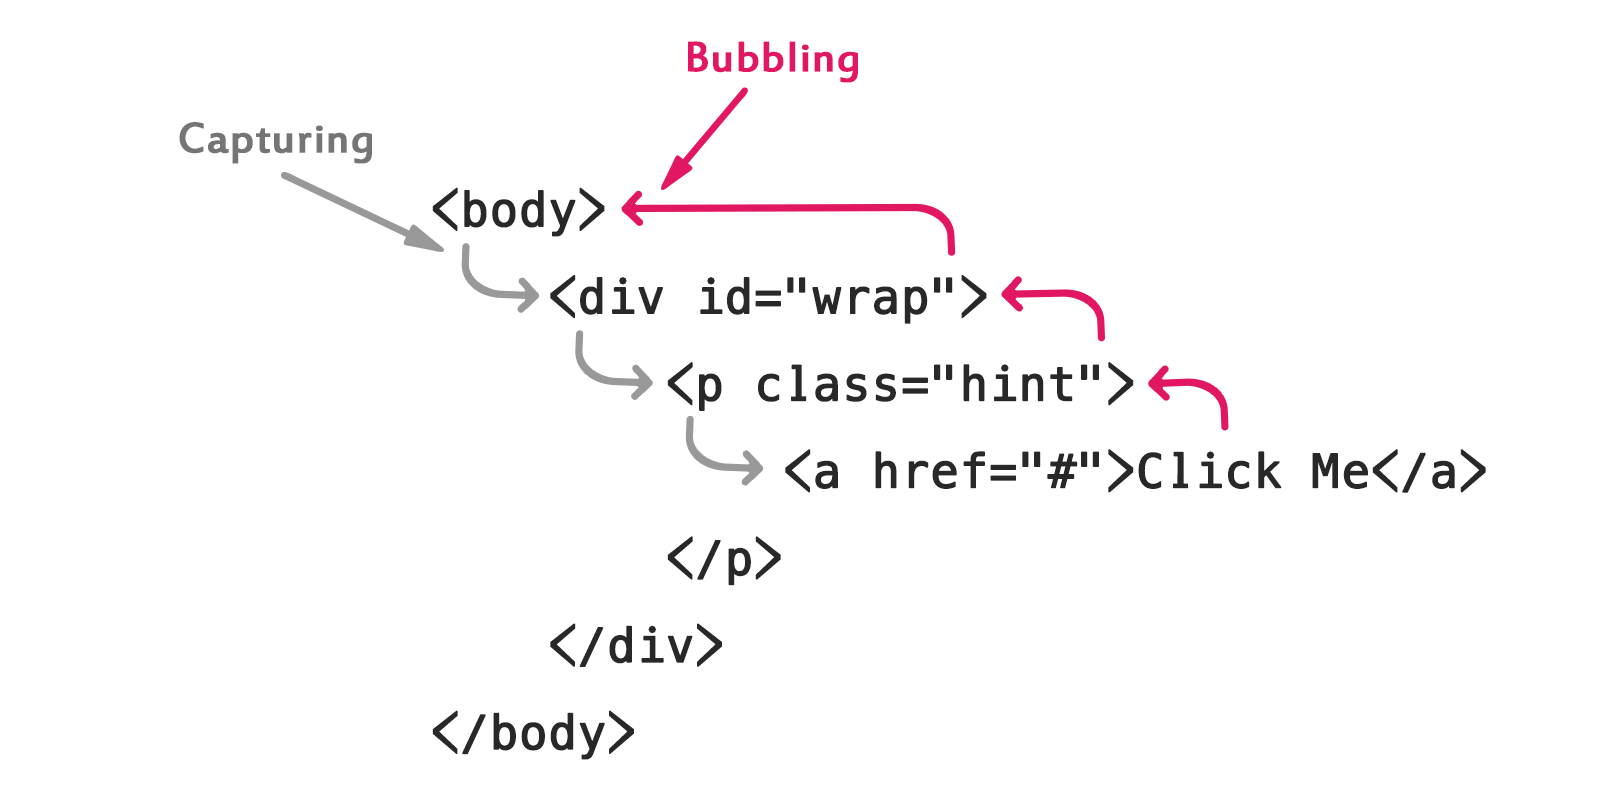 Bubbling
Capturing
<body>
<div id="wrap">
<p class="hint">
<a href="#">Click Me</a>
</p>
</div>
</body>